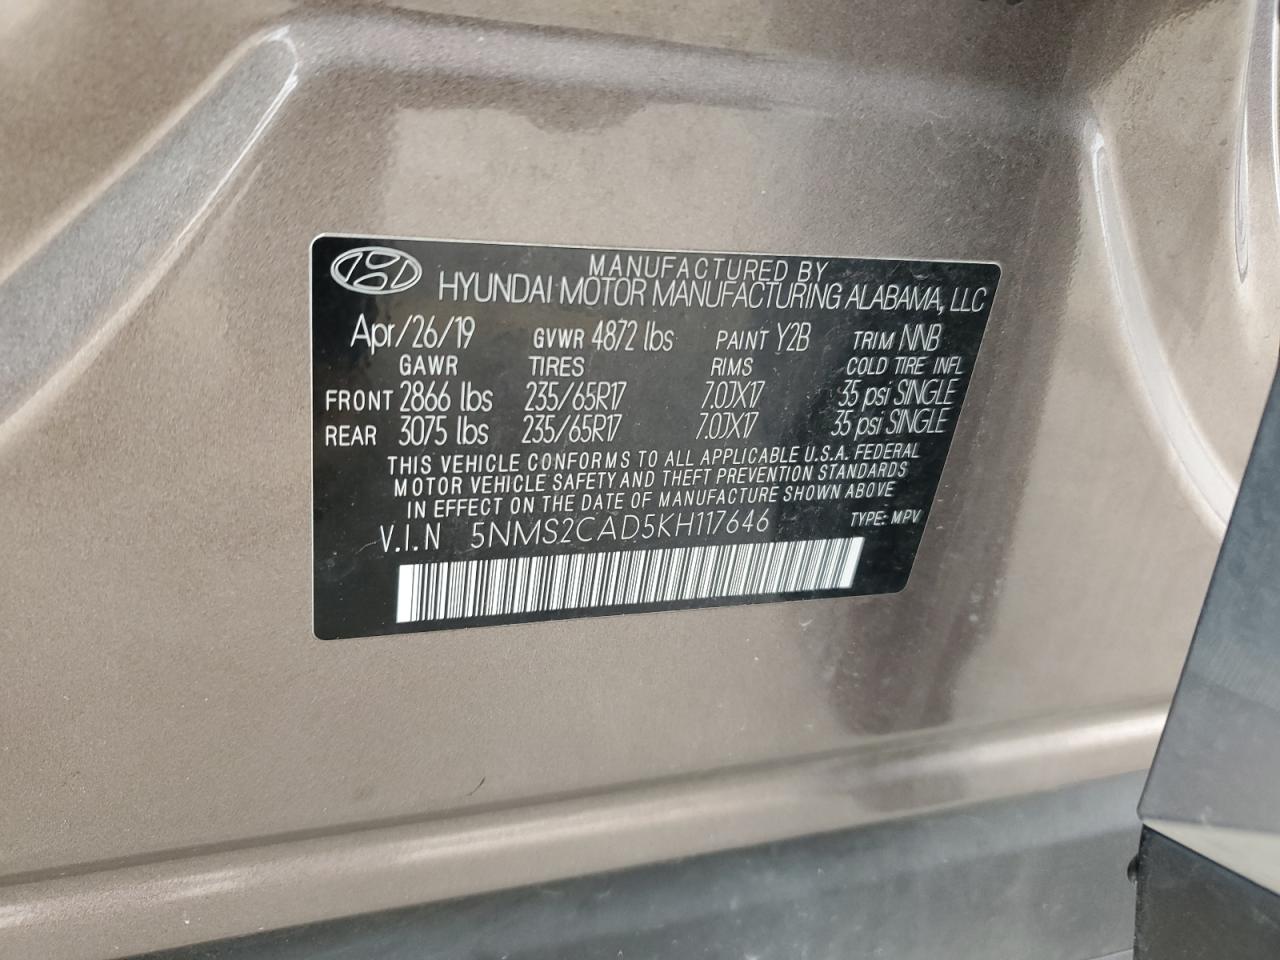 MANUFACTURED BY
HYUNDAI MOTOR MANUFACTURING ALABAMA, LLC
Apr/26/19 GVWR 4872 lbs PAINT Y2B TRIM NNB
GAWR TIRES RIMS COLD TIRE INFL
FRONT 2866 lbs 235/65R17 7.0JX17 35 psi SINGLE
REAR 3075 lbs 235/65R17 7.0JX17 35 psi SINGLE
THIS VEHICLE CONFORMS TO ALL APPLICABLE U.S.A. FEDERAL
MOTOR VEHICLE SAFETY AND THEFT PREVENTION STANDARDS
IN EFFECT ON THE DATE OF MANUFACTURE SHOWN ABOVE
V.I.N 5NMS2CAD5KH117646 TYPE: MPV